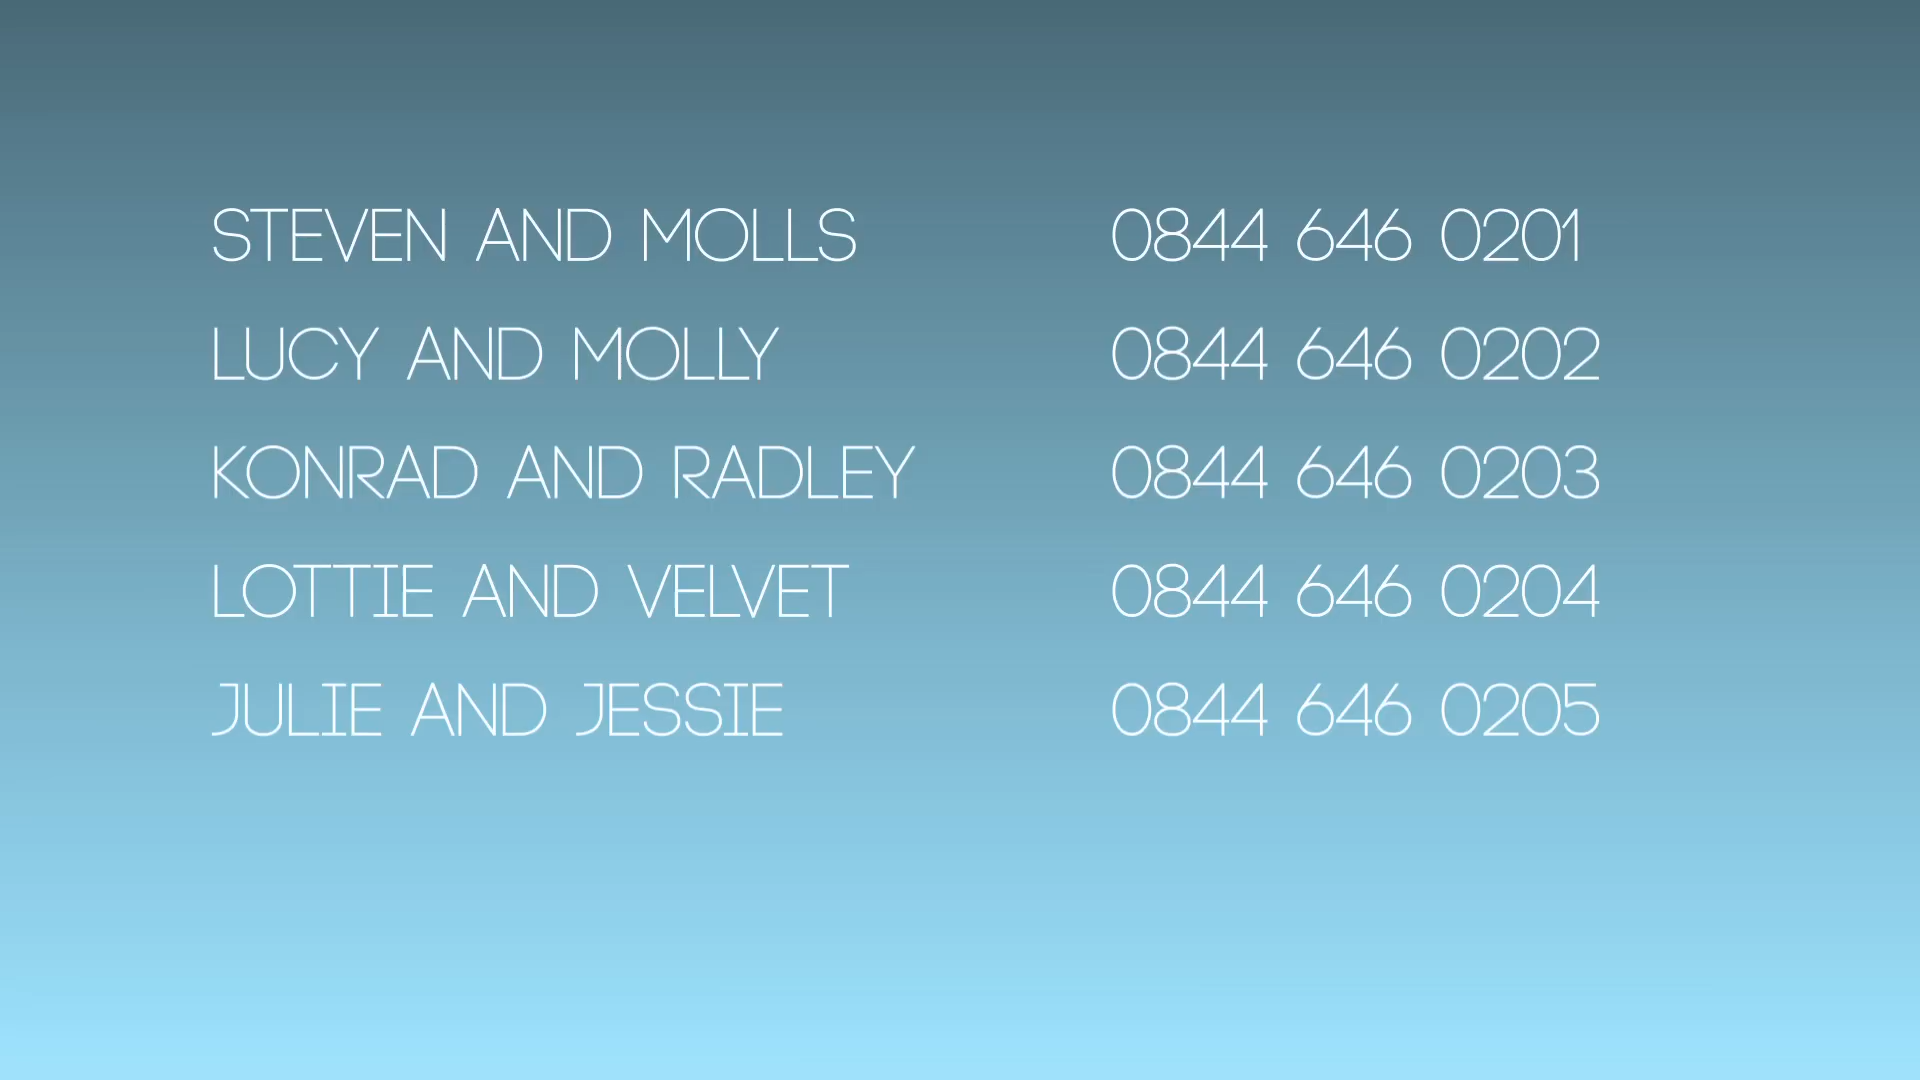 STEVEN AND MOLLS 0844 646 0201
LUCY AND MOLLY 0844 646 0202
KONRAD AND RADLEY 0844 646 0203
LOTTIE AND VELVET 0844 646 0204
JULIE AND JESSIE 0844 646 0205